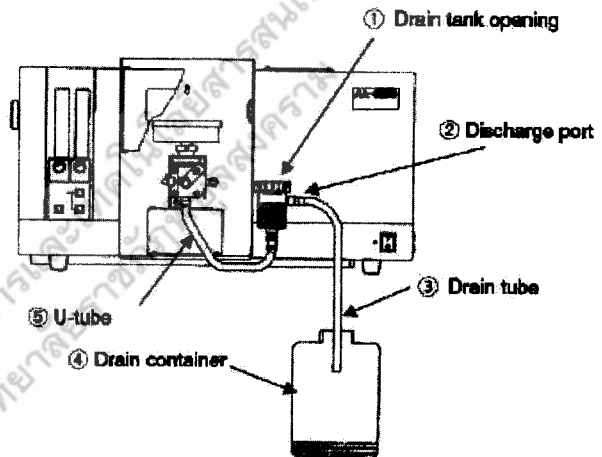 ① Drain tank opening
② Discharge port
③ Drain tube
⑤ U-tube
④ Drain container